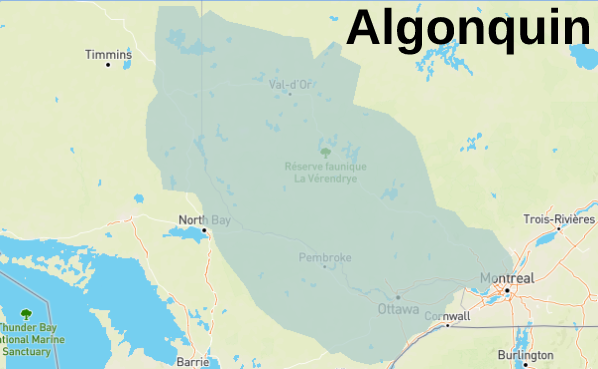 Algonquin
Timmins
Val-d'Or
Réserve faunique
La Vérendrye
North Bay
Trois-Rivières
Pembroke
Montreal
Ottawa
Cornwall
Thunder Bay
ational Marine
Sanctuary
Barrie
Burlington